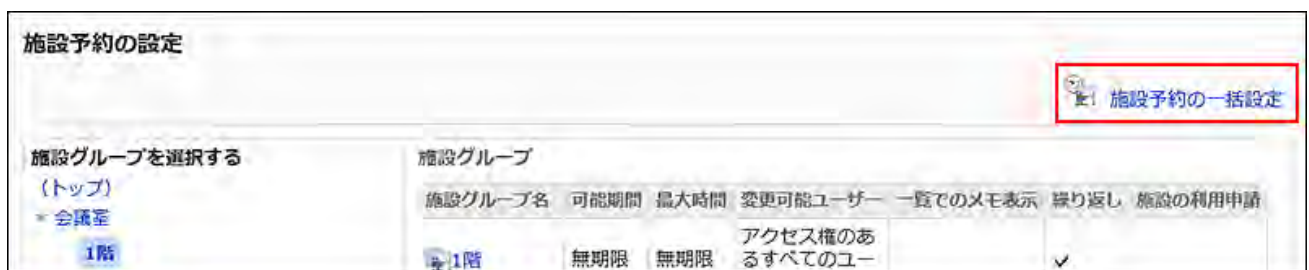 施設予約の設定
施設予約の一括設定
施設グループを選択する
(トップ)
会議室
1階
施設グループ
施設グループ名 可能期間 最大時間 変更可能ユーザー 一覧でのメモ表示 繰り返し 施設の利用申請
1階 無期限 無期限 アクセス権のあ
るすべてのユー